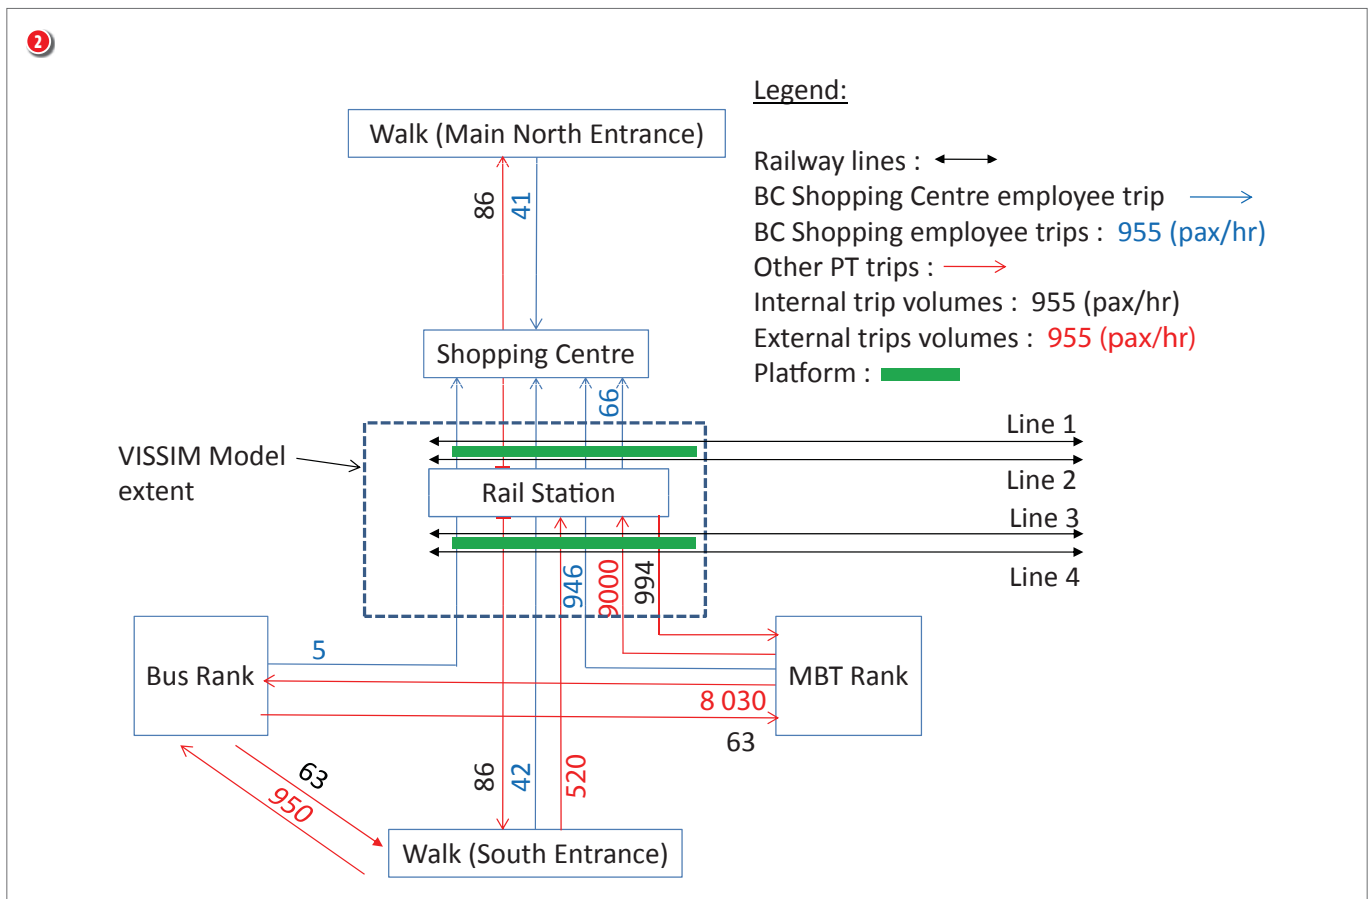 2
Legend:
Walk (Main North Entrance)
Railway lines :
BC Shopping Centre employee trip
BC Shopping employee trips : 955 (pax/hr)
Other PT trips :
Internal trip volumes : 955 (pax/hr)
External trips volumes : 955 (pax/hr)
Platform :
86
41
Shopping Centre
66
Line 1
VISSIM Model
extent
Line 2
Rail Station
Line 3
Line 4
946
9000
994
5
Bus Rank
MBT Rank
8 030
63
63
950
86
42
520
Walk (South Entrance)